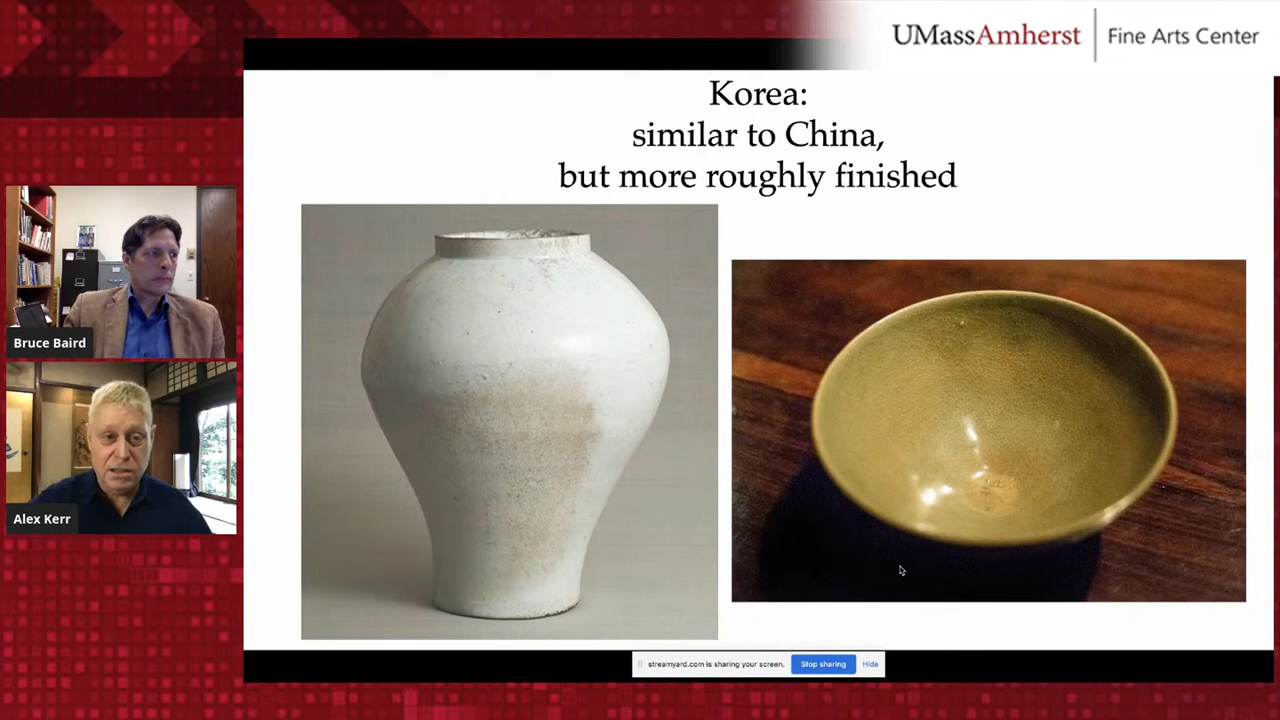 UMassAmherst | Fine Arts Center
Korea:
similar to China,
but more roughly finished
Bruce Baird
Alex Kerr
streamyard.com is sharing your screen. Stop sharing Hide